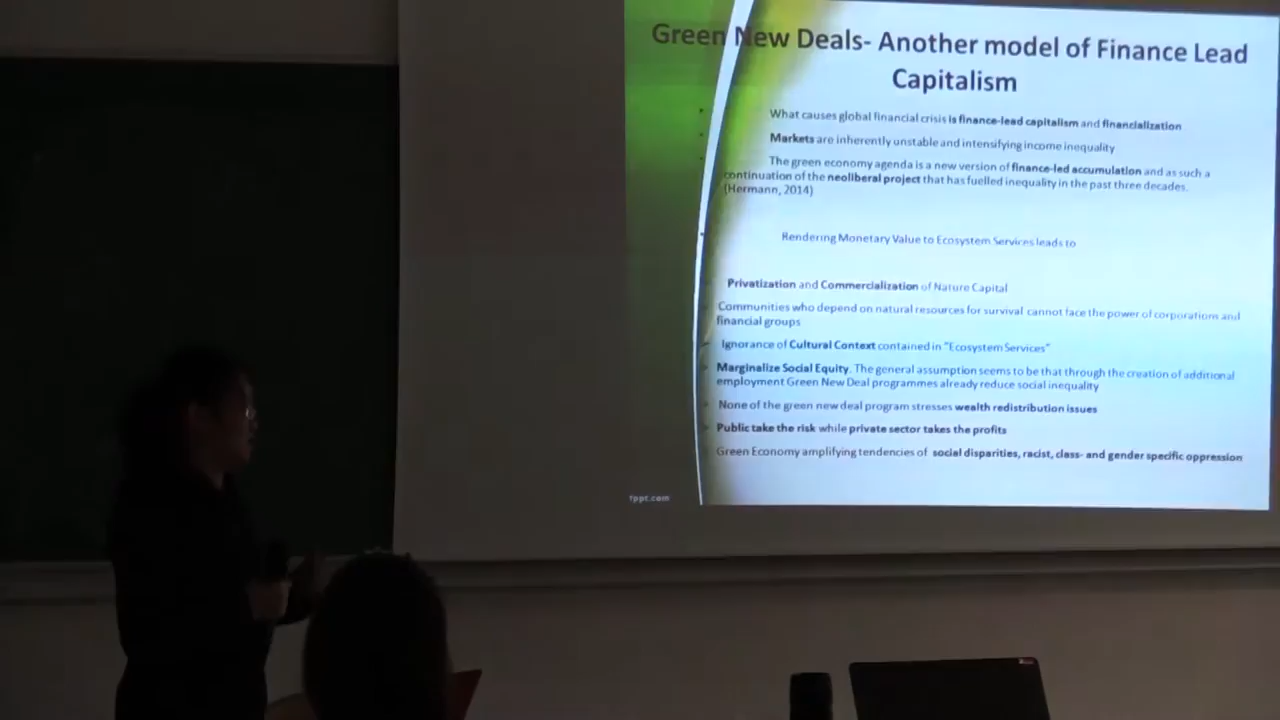 Green New Deals- Another model of Finance Lead
Capitalism
What causes global financial crisis is finance-lead capitalism and financialization
Markets are inherently unstable and intensifying income inequality
The green economy agenda is a new version of finance-led accumulation and as such a
continuation of the neoliberal project that has fuelled inequality in the past three decades.
(Hermann, 2014)
Rendering Monetary Value to Ecosystem Services leads to
Privatization and Commercialization of Nature Capital
Communities who depend on natural resources for survival cannot face the power of corporations and
financial groups
Ignorance of Cultural Context contained in "Ecosystem Services"
Marginalize Social Equity. The general assumption seems to be that through the creation of additional
employment Green New Deal programmes already reduce social inequality
None of the green new deal program stresses wealth redistribution issues
Public take the risk while private sector takes the profits
Green Economy amplifying tendencies of social disparities, racist, class- and gender specific oppression
fppt.com